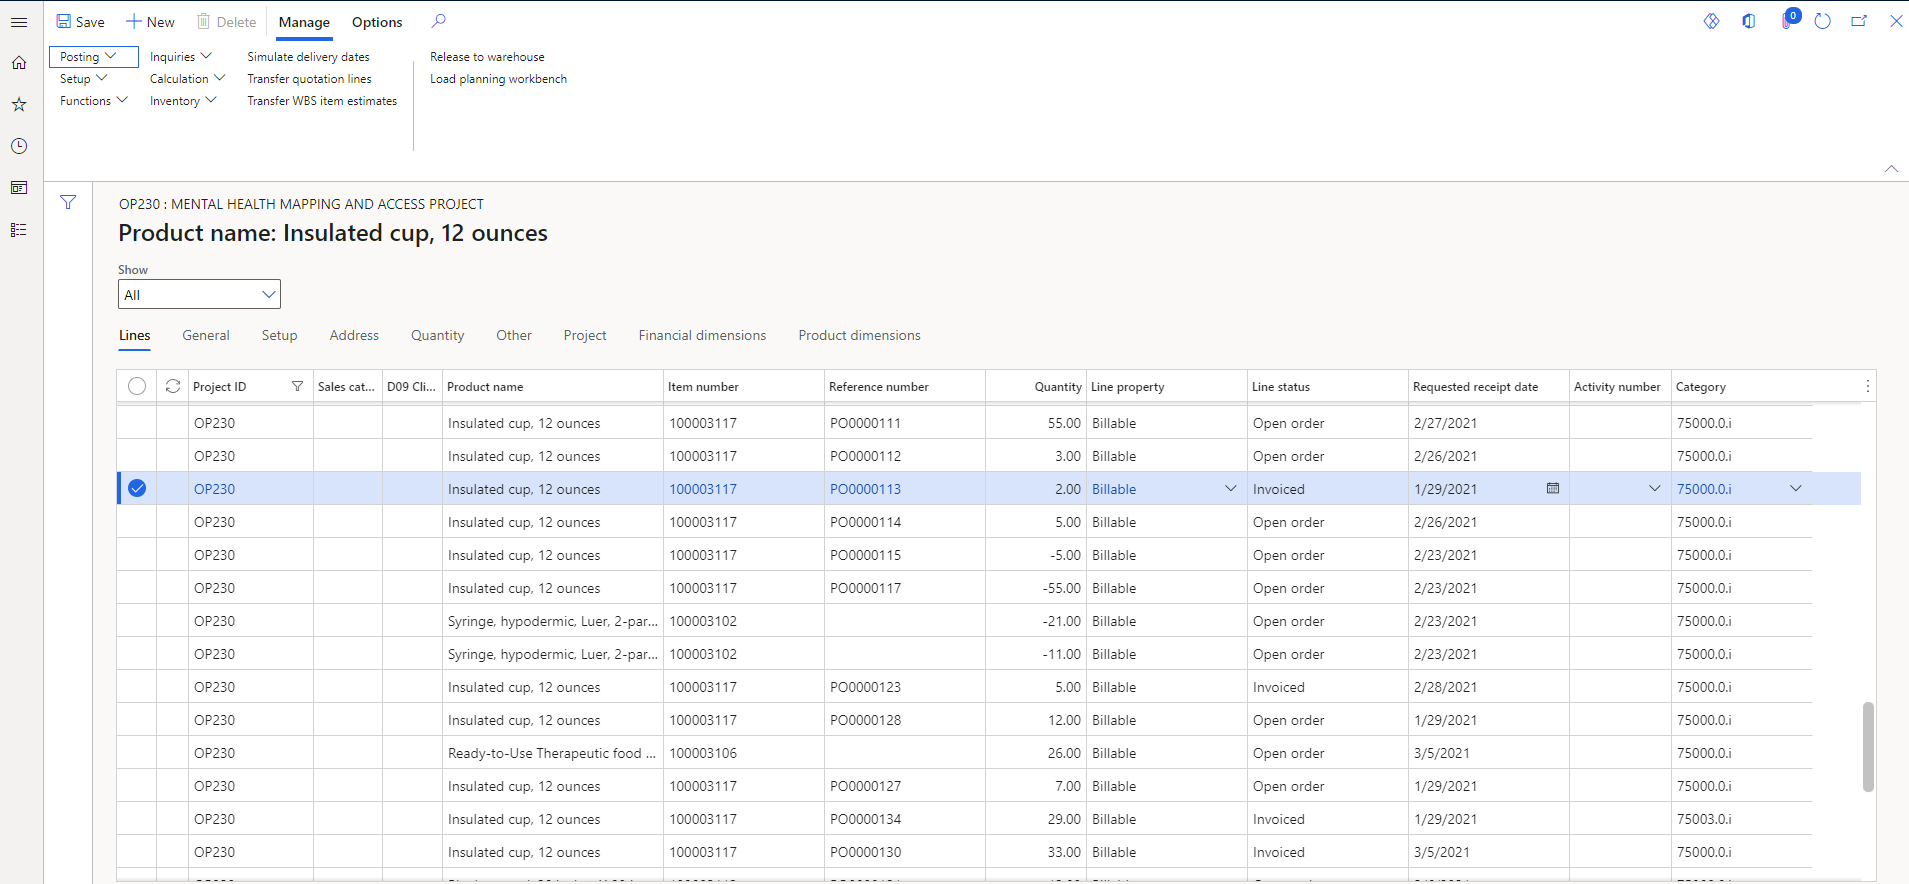 Save New Delete Manage Options 0
Posting Inquiries Simulate delivery dates Release to warehouse
Setup Calculation Transfer quotation lines Load planning workbench
Functions Inventory Transfer WBS item estimates
OP230 : MENTAL HEALTH MAPPING AND ACCESS PROJECT
Product name: Insulated cup, 12 ounces
Show
All
Lines General Setup Address Quantity Other Project Financial dimensions Product dimensions
Project ID Sales cat... D09 Cli... Product name Item number Reference number Quantity Line property Line status Requested receipt date Activity number Category
OP230 Insulated cup, 12 ounces 100003117 PO0000111 55.00 Billable Open order 2/27/2021 75000.0.i
OP230 Insulated cup, 12 ounces 100003117 PO0000112 3.00 Billable Open order 2/26/2021 75000.0.i
OP230 Insulated cup, 12 ounces 100003117 PO0000113 2.00 Billable Invoiced 1/29/2021 75000.0.i
OP230 Insulated cup, 12 ounces 100003117 PO0000114 5.00 Billable Open order 2/26/2021 75000.0.i
OP230 Insulated cup, 12 ounces 100003117 PO0000115 -5.00 Billable Open order 2/23/2021 75000.0.i
OP230 Insulated cup, 12 ounces 100003117 PO0000117 -55.00 Billable Open order 2/23/2021 75000.0.i
OP230 Syringe, hypodermic, Luer, 2-par... 100003102 -21.00 Billable Open order 2/23/2021 75000.0.i
OP230 Syringe, hypodermic, Luer, 2-par... 100003102 -11.00 Billable Open order 2/23/2021 75000.0.i
OP230 Insulated cup, 12 ounces 100003117 PO0000123 5.00 Billable Invoiced 2/28/2021 75000.0.i
OP230 Insulated cup, 12 ounces 100003117 PO0000128 12.00 Billable Open order 1/29/2021 75000.0.i
OP230 Ready-to-Use Therapeutic food ... 100003106 26.00 Billable Open order 3/5/2021 75000.0.i
OP230 Insulated cup, 12 ounces 100003117 PO0000127 7.00 Billable Open order 1/29/2021 75000.0.i
OP230 Insulated cup, 12 ounces 100003117 PO0000134 29.00 Billable Invoiced 1/29/2021 75003.0.i
OP230 Insulated cup, 12 ounces 100003117 PO0000130 33.00 Billable Invoiced 3/5/2021 75000.0.i